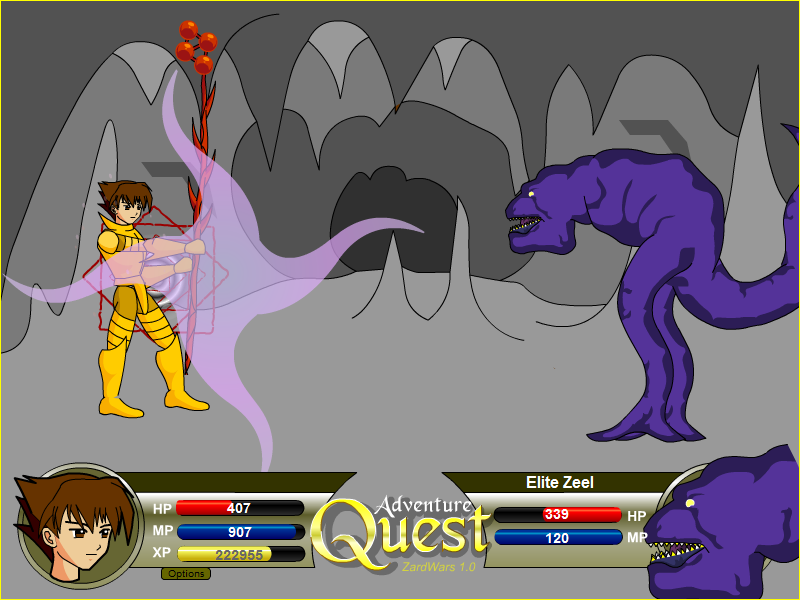 Elite Zeel
HP 407
MP 907
XP 222955
Options
Adventure
Quest
ZardWars 1.0
339 HP
120 MP